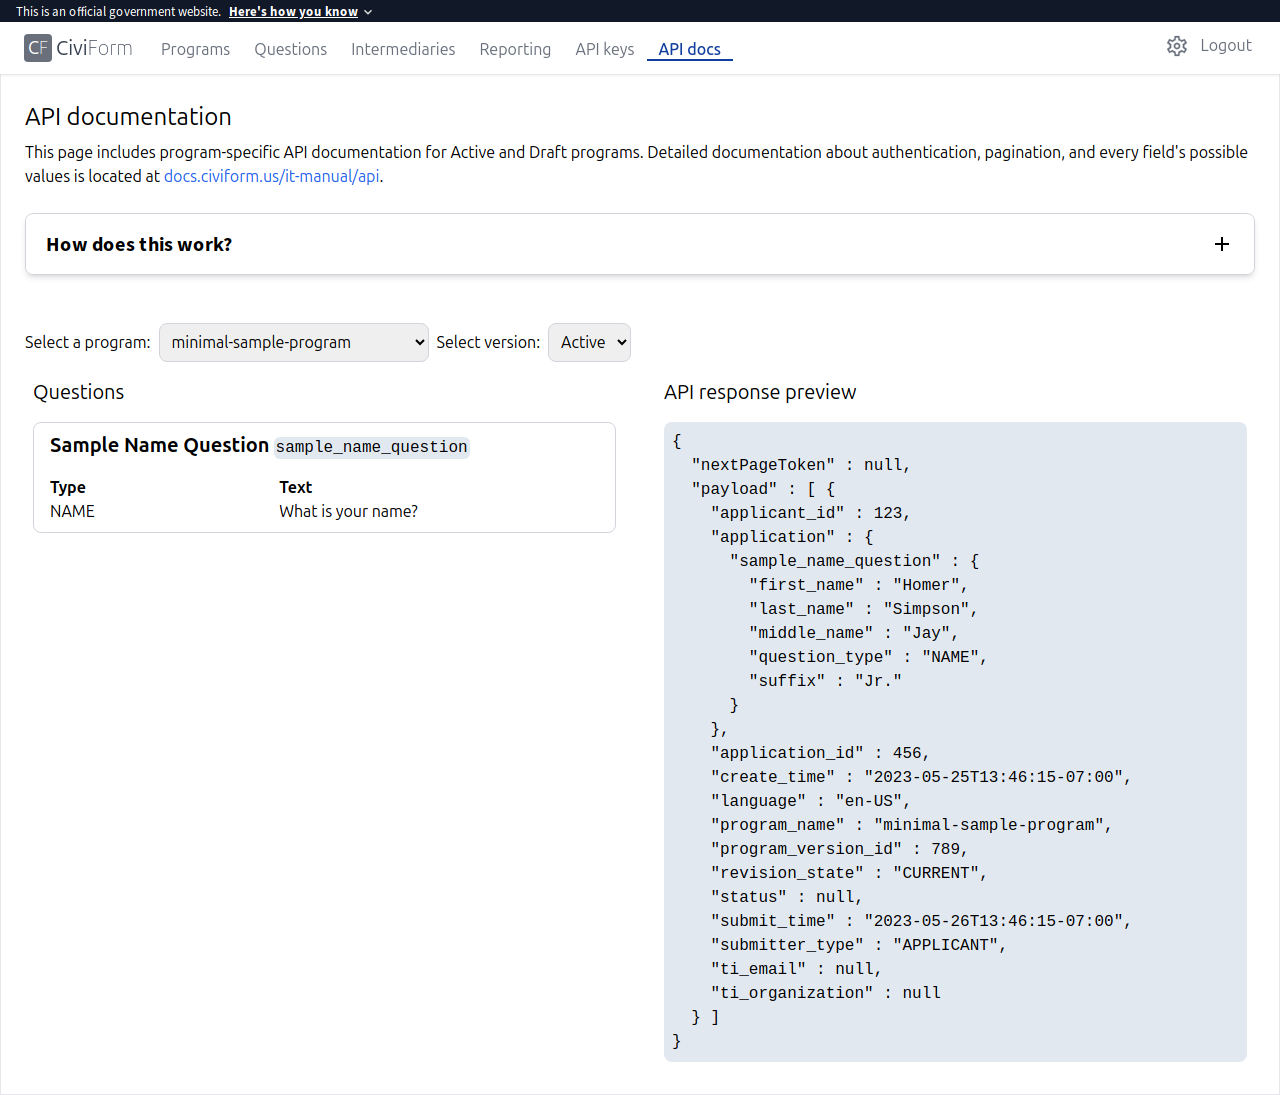 This is an official government website. Here's how you know
CF CiviForm Programs Questions Intermediaries Reporting API keys API docs Logout
API documentation
This page includes program-specific API documentation for Active and Draft programs. Detailed documentation about authentication, pagination, and every field's possible
values is located at docs.civiform.us/it-manual/api.
How does this work?
Select a program: minimal-sample-program Select version: Active
Questions
Sample Name Question sample_name_question
Type Text
NAME What is your name?
API response preview
{
  "nextPageToken" : null,
  "payload" : [ {
    "applicant_id" : 123,
    "application" : {
      "sample_name_question" : {
        "first_name" : "Homer",
        "last_name" : "Simpson",
        "middle_name" : "Jay",
        "question_type" : "NAME",
        "suffix" : "Jr."
      }
    },
    "application_id" : 456,
    "create_time" : "2023-05-25T13:46:15-07:00",
    "language" : "en-US",
    "program_name" : "minimal-sample-program",
    "program_version_id" : 789,
    "revision_state" : "CURRENT",
    "status" : null,
    "submit_time" : "2023-05-26T13:46:15-07:00",
    "submitter_type" : "APPLICANT",
    "ti_email" : null,
    "ti_organization" : null
  } ]
}